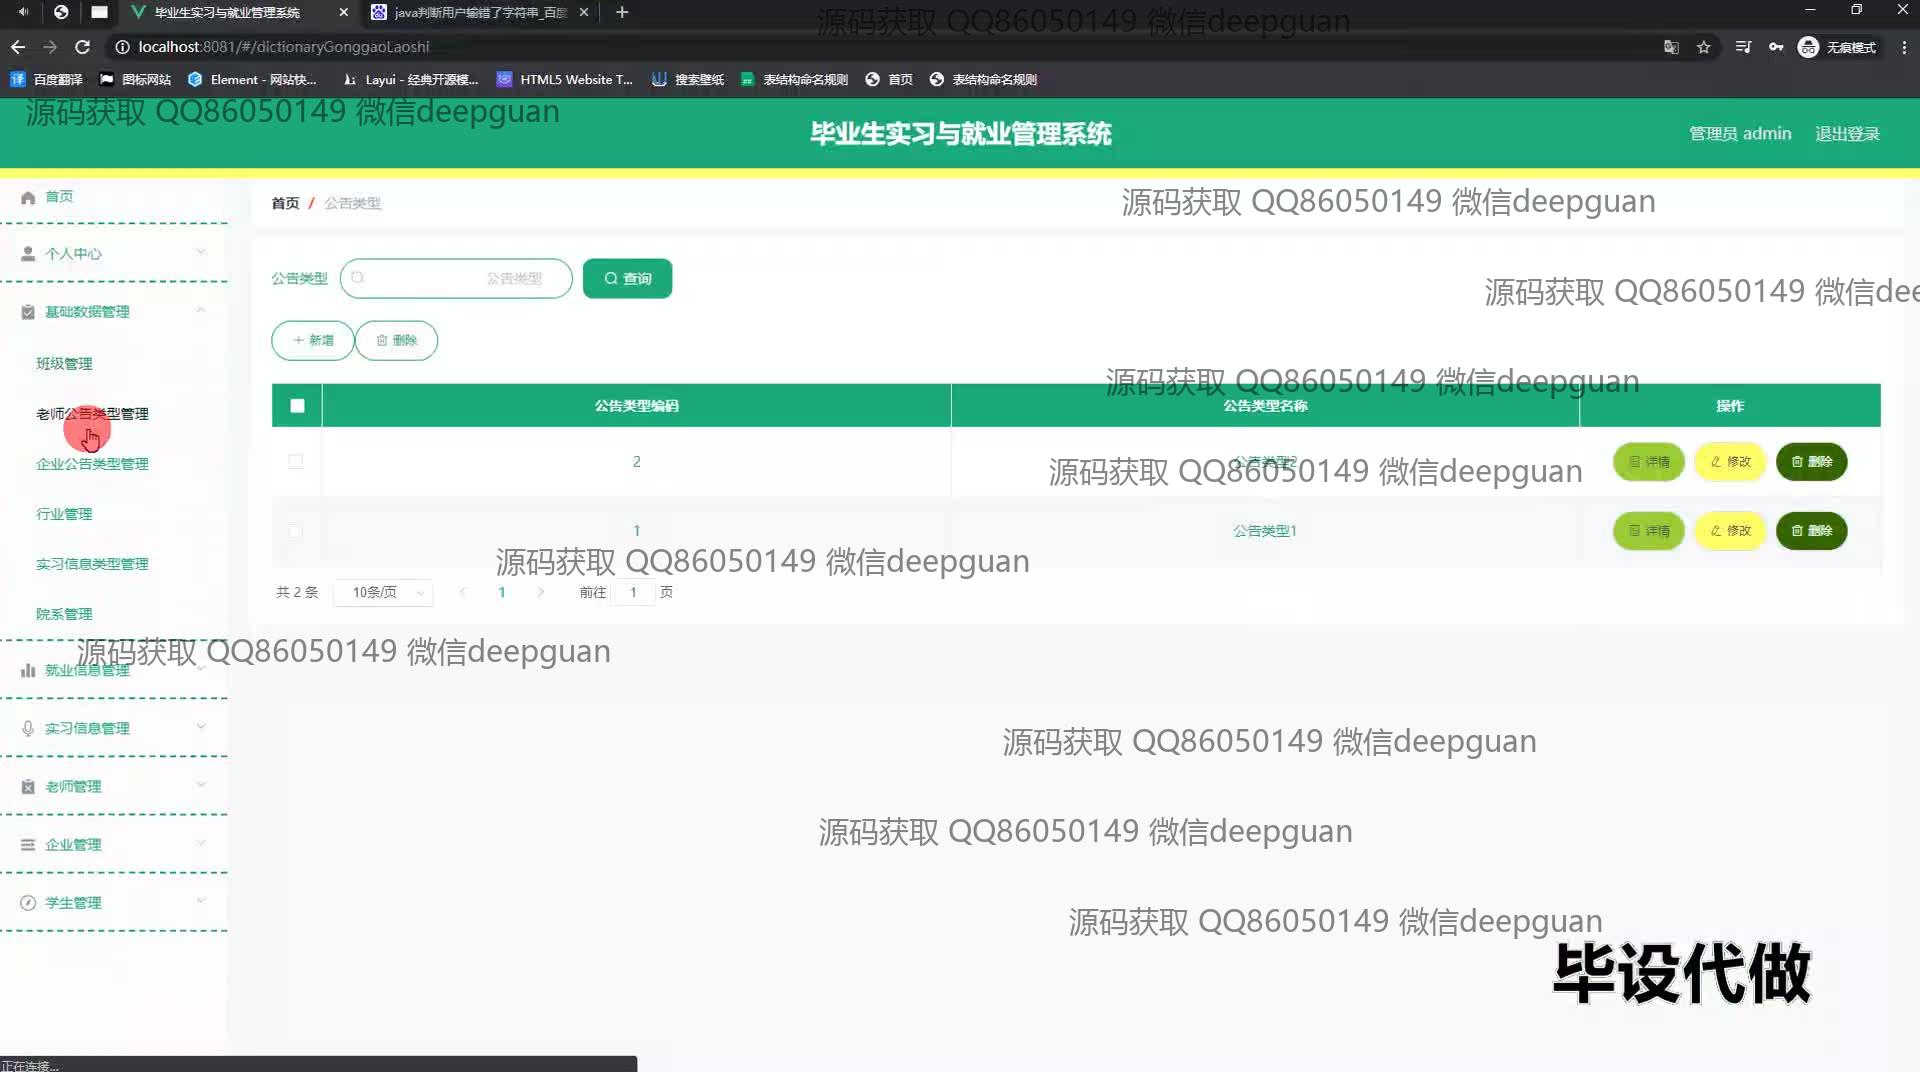 毕业生实习与就业管理系统
java判断用户输错了字符串_百度
源码获取 QQ86050149 微信deepguan
localhost:8081/#/dictionaryGonggaoLaoshi
无痕模式
百度翻译
图标网站
Element - 网站快...
Layui - 经典开源模...
HTML5 Website T...
搜索壁纸
表结构命名规则
首页
表结构命名规则
源码获取 QQ86050149 微信deepguan
毕业生实习与就业管理系统
管理员 admin
退出登录
首页
首页 / 公告类型
源码获取 QQ86050149 微信deepguan
个人中心
公告类型
公告类型
查询
源码获取 QQ86050149 微信dee
基础数据管理
新增
删除
班级管理
源码获取 QQ86050149 微信deepguan
公告类型编码
公告类型名称
操作
老师公告类型管理
2
公告类型2
详情
修改
删除
源码获取 QQ86050149 微信deepguan
企业公告类型管理
行业管理
1
公告类型1
详情
修改
删除
源码获取 QQ86050149 微信deepguan
实习信息类型管理
共 2 条
10条/页
1
前往 1 页
院系管理
源码获取 QQ86050149 微信deepguan
就业信息管理
实习信息管理
源码获取 QQ86050149 微信deepguan
老师管理
企业管理
源码获取 QQ86050149 微信deepguan
学生管理
源码获取 QQ86050149 微信deepguan
毕设代做
正在连接...